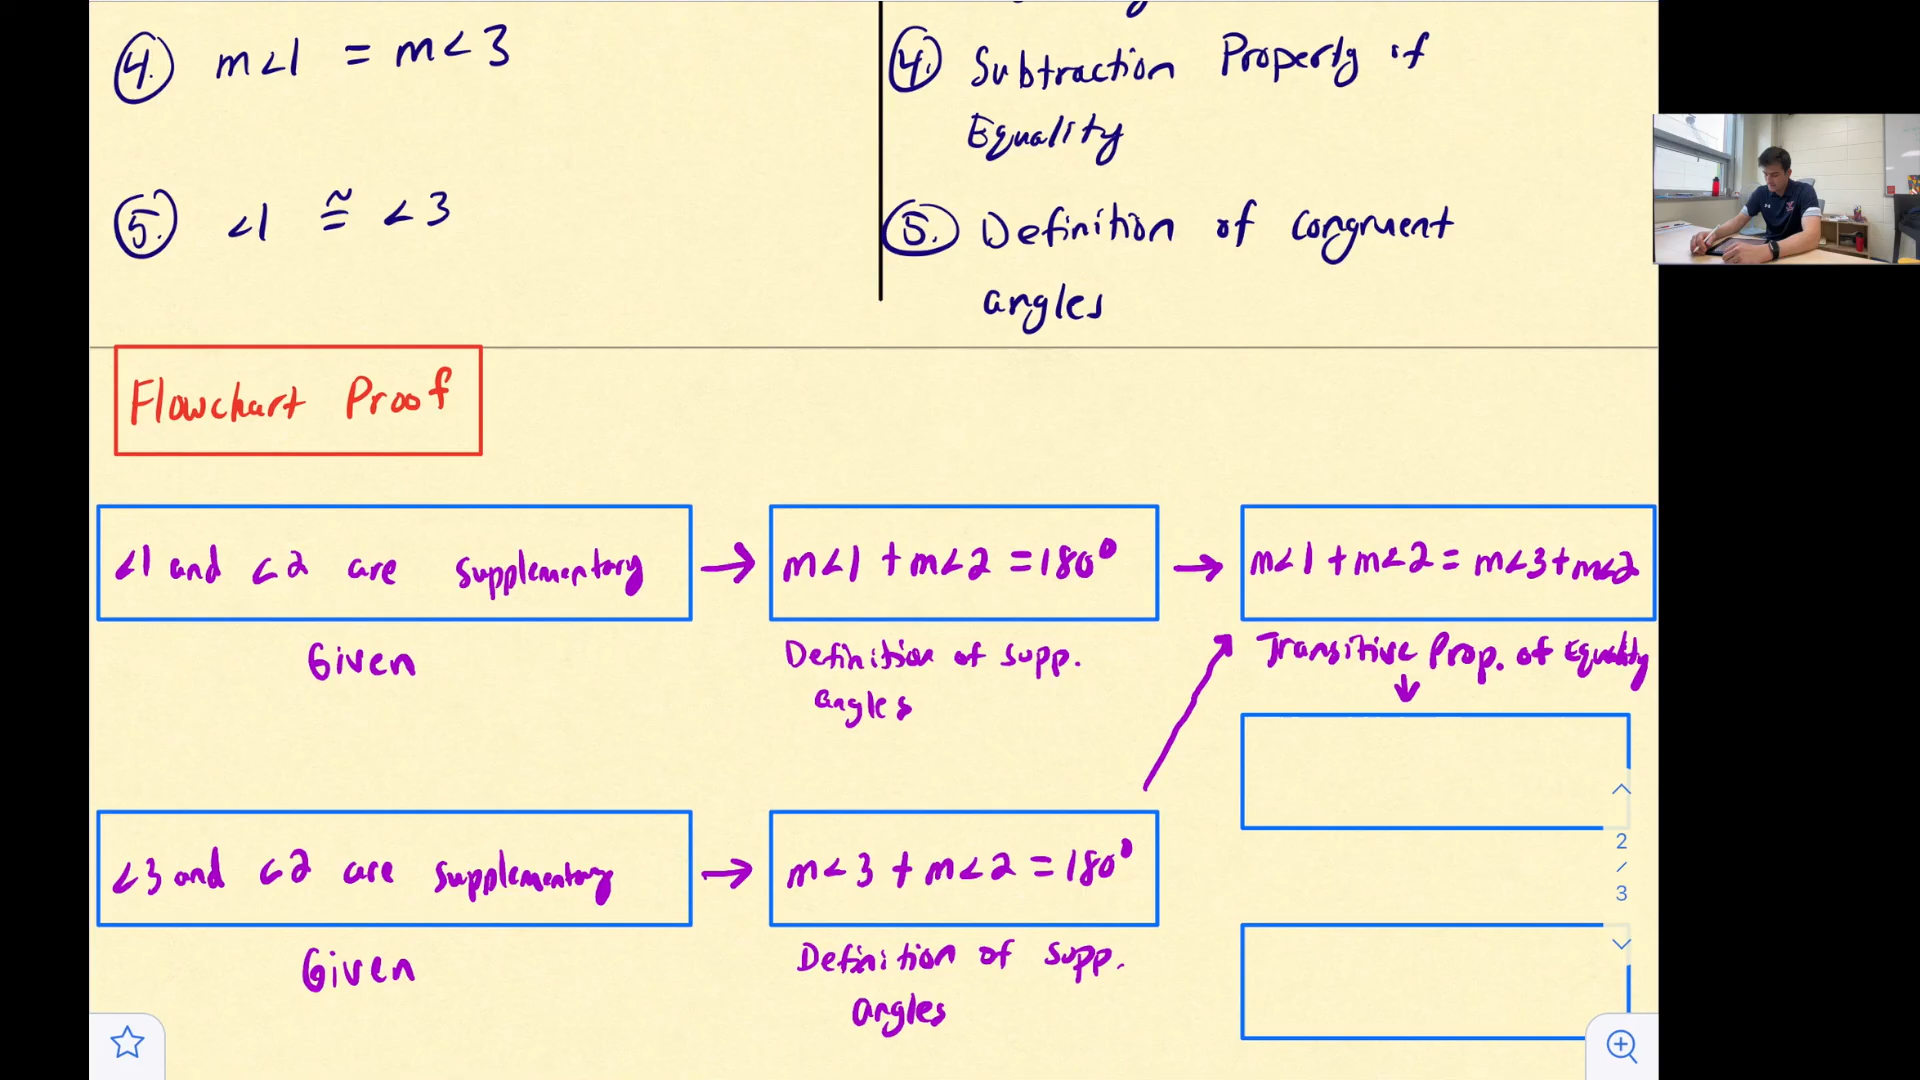 ④. m∠1 = m∠3
④. Subtraction Property of
Equality
⑤. ∠1 ≅ ∠3
⑤. Definition of congruent
angles
Flowchart Proof
∠1 and ∠2 are supplementary
Given
m∠1 + m∠2 = 180°
Definition of supp.
angles
m∠1 + m∠2 = m∠3 + m∠2
Transitive Prop. of Equality
∠3 and ∠2 are supplementary
Given
m∠3 + m∠2 = 180°
Definition of supp.
angles
2
/
3